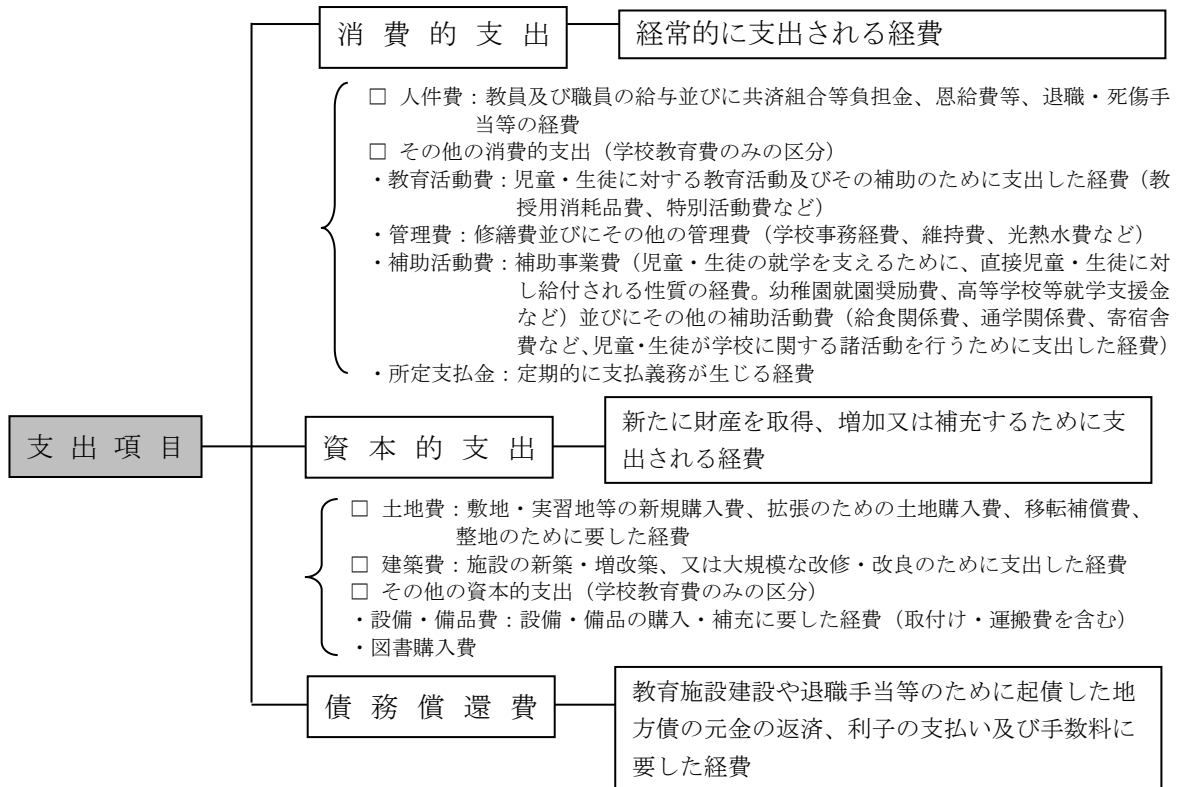 消費的支出
経常的に支出される経費
□ 人件費：教員及び職員の給与並びに共済組合等負担金、恩給費等、退職・死傷手
当等の経費
□ その他の消費的支出（学校教育費のみの区分）
・教育活動費：児童・生徒に対する教育活動及びその補助のために支出した経費（教
授用消耗品費、特別活動費など）
・管理費：修繕費並びにその他の管理費（学校事務経費、維持費、光熱水費など）
・補助活動費：補助事業費（児童・生徒の就学を支えるために、直接児童・生徒に対
し給付される性質の経費。幼稚園就園奨励費、高等学校等就学支援金
など）並びにその他の補助活動費（給食関係費、通学関係費、寄宿舎
費など、児童・生徒が学校に関する諸活動を行うために支出した経費）
・所定支払金：定期的に支払義務が生じる経費
支出項目
資本的支出
新たに財産を取得、増加又は補充するために支
出される経費
□ 土地費：敷地・実習地等の新規購入費、拡張のための土地購入費、移転補償費、
整地のために要した経費
□ 建築費：施設の新築・増改築、又は大規模な改修・改良のために支出した経費
□ その他の資本的支出（学校教育費のみの区分）
・設備・備品費：設備・備品の購入・補充に要した経費（取付け・運搬費を含む）
・図書購入費
債務償還費
教育施設建設や退職手当等のために起債した地
方債の元金の返済、利子の支払い及び手数料に
要した経費